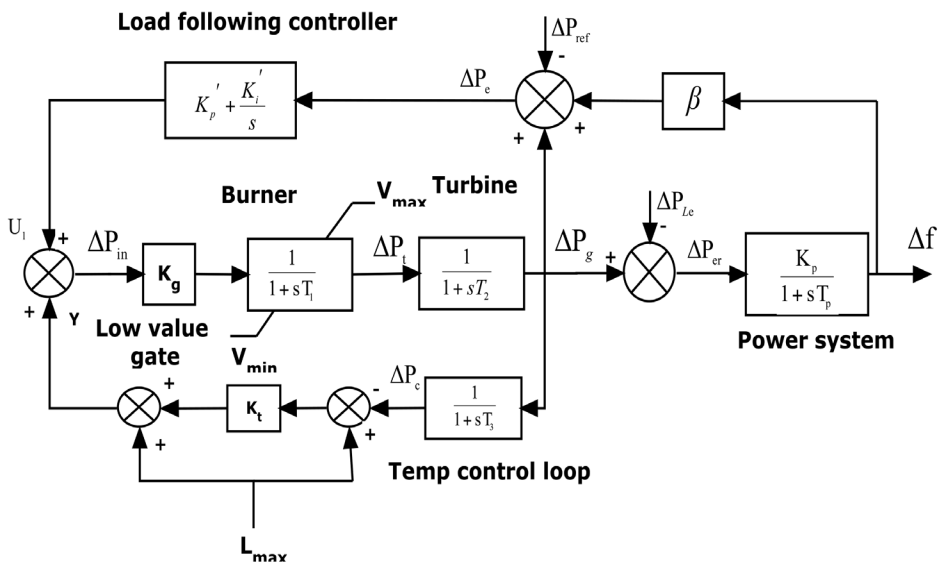 Load following controller
ΔP_ref
-
K_p' + K_i'/s
ΔP_e
+
+
β
Burner
V_max
Turbine
U_1
+
ΔP_in
K_g
1/(1+sT_1)
ΔP_t
1/(1+sT_2)
ΔP_g
+
ΔP_Le
-
ΔP_er
K_p/(1+sT_p)
Δf
+
Y
Low value
gate
V_min
Power system
+
+
K_t
-
+
ΔP_c
1/(1+sT_3)
Temp control loop
L_max